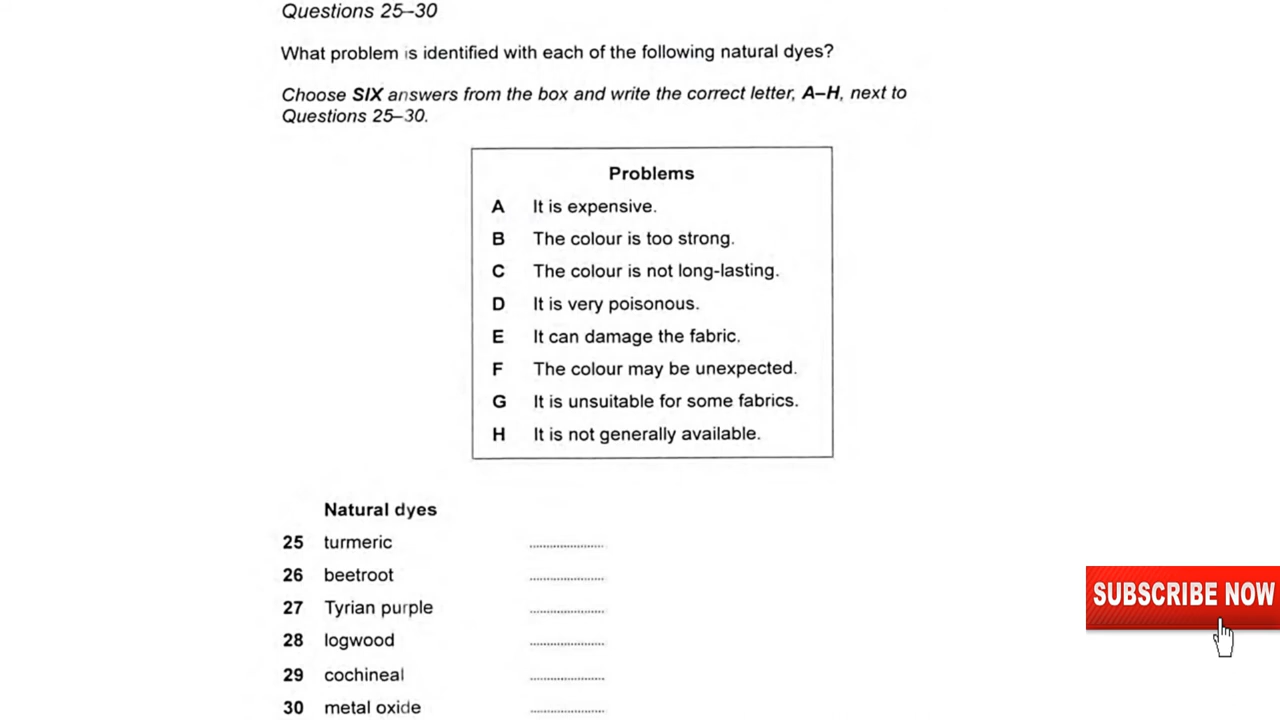 Questions 25–30
What problem is identified with each of the following natural dyes?
Choose SIX answers from the box and write the correct letter, A–H, next to
Questions 25–30.
Problems
A It is expensive.
B The colour is too strong.
C The colour is not long-lasting.
D It is very poisonous.
E It can damage the fabric.
F The colour may be unexpected.
G It is unsuitable for some fabrics.
H It is not generally available.
Natural dyes
25 turmeric ........................
26 beetroot ........................
27 Tyrian purple ........................
28 logwood ........................
29 cochineal ........................
30 metal oxide ........................
SUBSCRIBE NOW